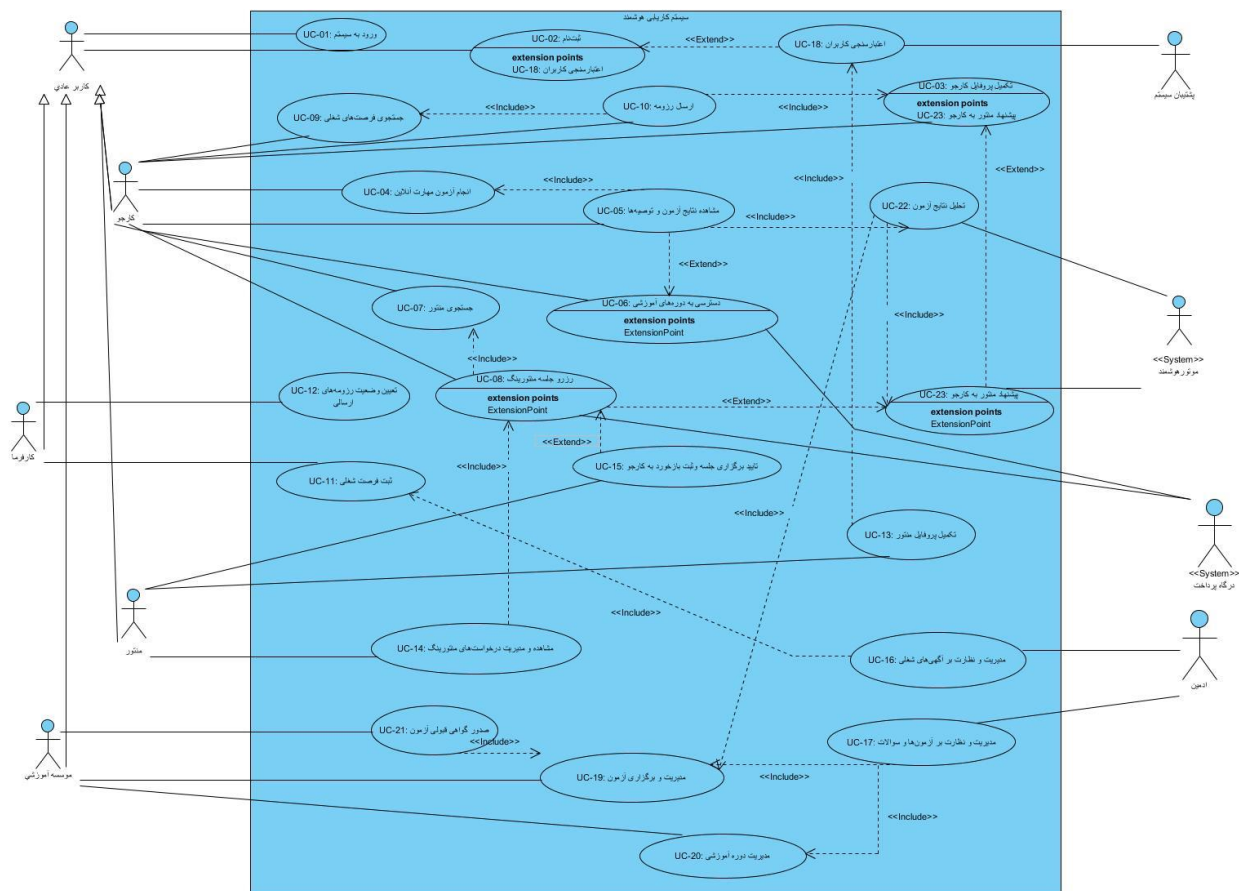 سیستم کاریابی هوشمند
UC-01: ورود به سیستم
UC-02: ثبت‌نام
extension points
UC-18: اعتبارسنجی کاربران
<<Extend>>
UC-18: اعتبارسنجی کاربران
کاربر عادي
پشتیبان سیستم
UC-03: تکمیل پروفایل کارجو
extension points
UC-23: پیشنهاد منتور به کارجو
UC-10: ارسال رزومه
<<Include>>
<<Include>>
UC-09: جستجوی فرصت‌های شغلی
<<Include>>
<<Extend>>
کارجو
UC-04: انجام آزمون مهارت آنلاین
<<Include>>
UC-05: مشاهده نتایج آزمون و توصیه‌ها
<<Include>>
UC-22: تحلیل نتایج آزمون
<<Extend>>
UC-07: جستجوی منتور
UC-06: دسترسی به دوره‌های آموزشی
extension points
ExtensionPoint
<<Include>>
<<Include>>
<<System>>
موتورهوشمند
UC-12: تعیین وضعیت رزومه‌های
ارسالی
UC-08: رزرو جلسه منتورینگ
extension points
ExtensionPoint
<<Extend>>
UC-23: پیشنهاد منتور به کارجو
extension points
ExtensionPoint
کارفرما
<<Extend>>
<<Include>>
UC-15: تایید برگزاری جلسه وثبت بازخورد به کارجو
UC-11: ثبت فرصت شغلی
<<Include>>
UC-13: تکمیل پروفایل منتور
<<System>>
درگاه پرداخت
<<Include>>
منتور
UC-14: مشاهده و مدیریت درخواست‌های منتورینگ
UC-16: مدیریت و نظارت بر آگهی‌های شغلی
ادمین
UC-21: صدور گواهی قبولی آزمون
<<Include>>
UC-17: مدیریت و نظارت بر آزمون‌ها و سوالات
موسسه آموزشي
UC-19: مدیریت و برگزاری آزمون
<<Include>>
<<Include>>
UC-20: مدیریت دوره آموزشی